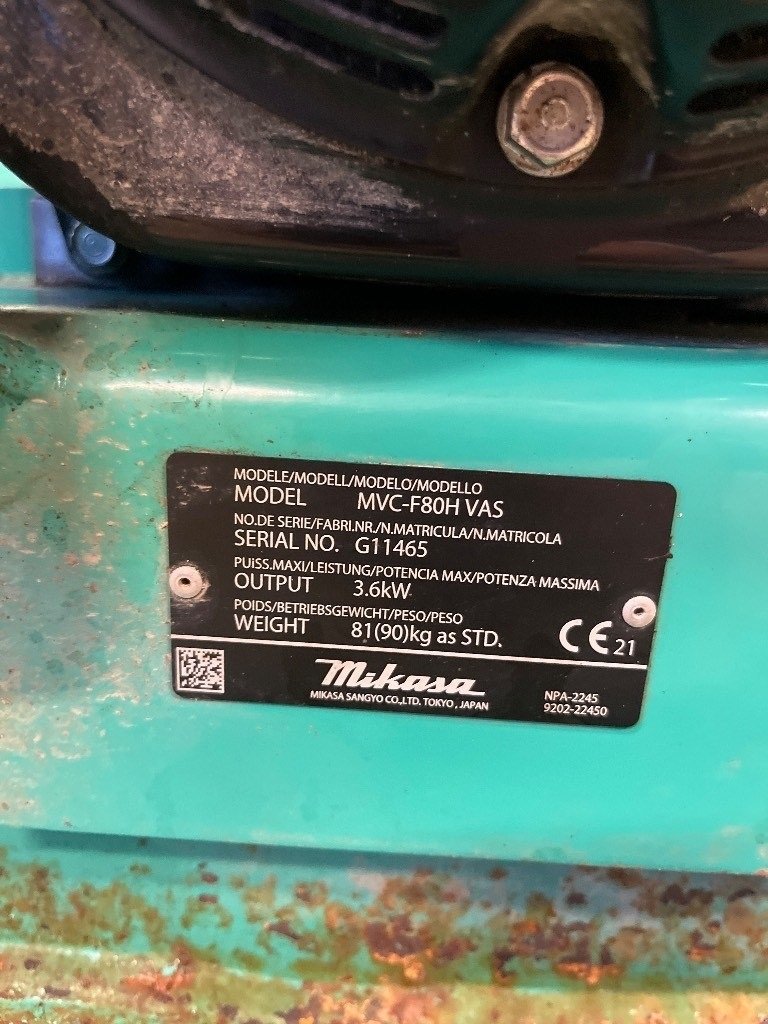 MODELE/MODELL/MODELO/MODELLO
MODEL MVC-F80H VAS
NO.DE SERIE/FABRI.NR./N.MATRICULA/N.MATRICOLA
SERIAL NO. G11465
PUISS.MAXI/LEISTUNG/POTENCIA MAX/POTENZA MASSIMA
OUTPUT 3.6kW
POIDS/BETRIEBSGEWICHT/PESO/PESO
WEIGHT 81(90)kg as STD.
CE 21
Mikasa
MIKASA SANGYO CO.,LTD. TOKYO, JAPAN
NPA-2245
9202-22450